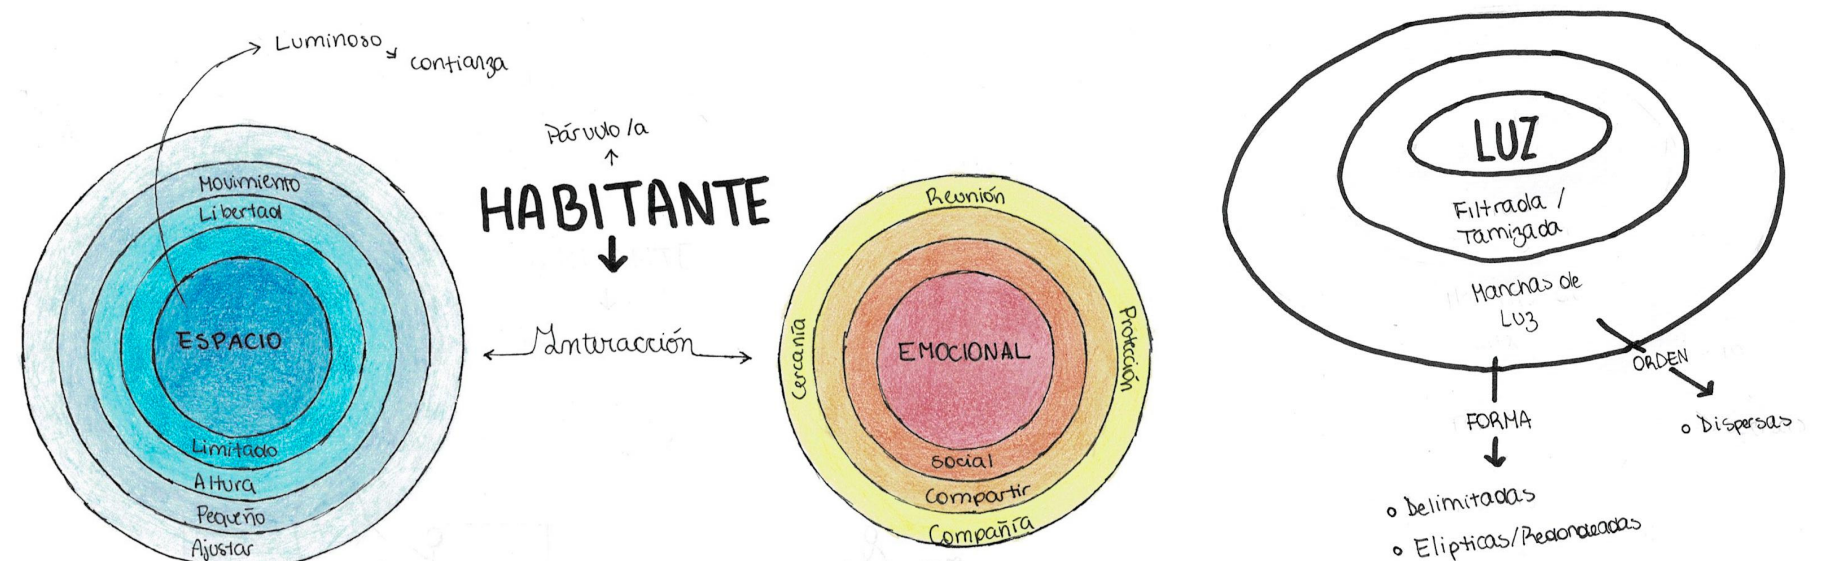 Luminoso
confianza
Movimiento
Libertad
ESPACIO
Limitado
Altura
Pequeño
Ajustar
Párvulo/a
HABITANTE
Interacción
Reunión
Cercanía
Protección
EMOCIONAL
Social
Compartir
Compañía
LUZ
Filtrada /
Tamizada
Manchas de
Luz
ORDEN
o Dispersas
FORMA
o Delimitadas
o Elipticas/Redondeadas